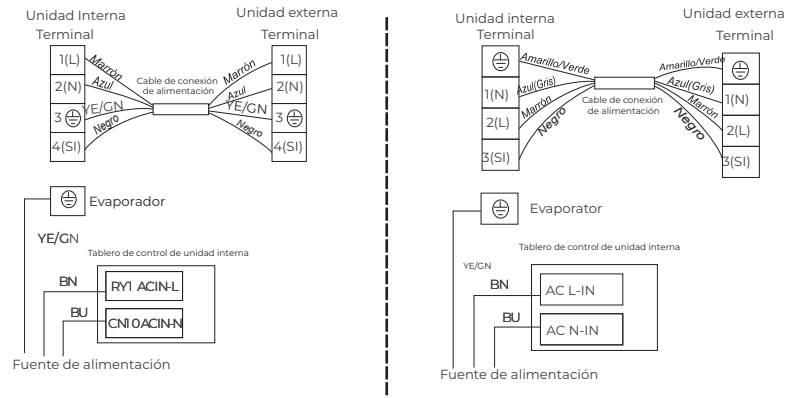 Unidad Interna
Terminal
Unidad externa
Terminal
1(L)
2(N)
3
4(SI)
Marrón
Azul
YE/GN
Negro
Cable de conexión
de alimentación
Marrón
Azul
YE/GN
Negro
1(L)
2(N)
3
4(SI)
Evaporador
YE/GN
Tablero de control de unidad interna
BN
RY1 ACIN-L
BU
CN10ACIN-N
Fuente de alimentación
Unidad interna
Terminal
Unidad externa
Terminal
1(N)
2(L)
3(SI)
Amarillo/Verde
Azul(Gris)
Marrón
Negro
Cable de conexión
de alimentación
Amarillo/Verde
Azul(Gris)
Marrón
Negro
1(N)
2(L)
3(SI)
Evaporator
Tablero de control de unidad interna
YE/GN
BN
AC L-IN
BU
AC N-IN
Fuente de alimentación